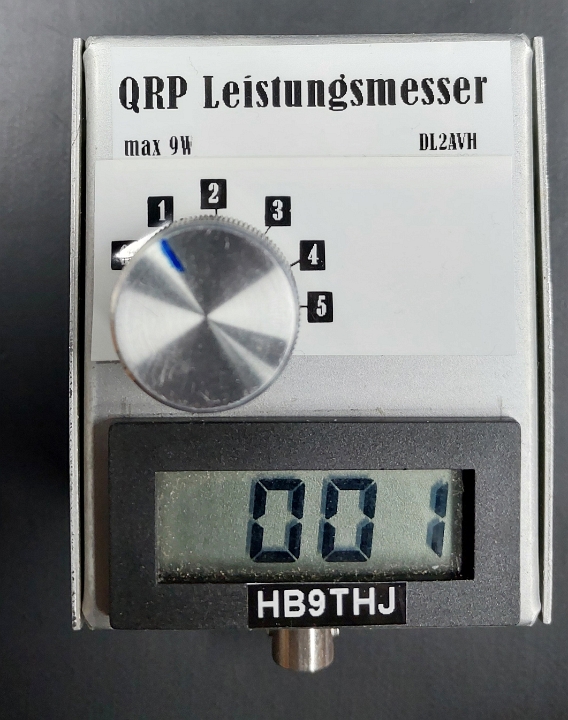 QRP Leistungsmesser
max 9W
DL2AVH
1
2
3
4
5
001
HB9THJ